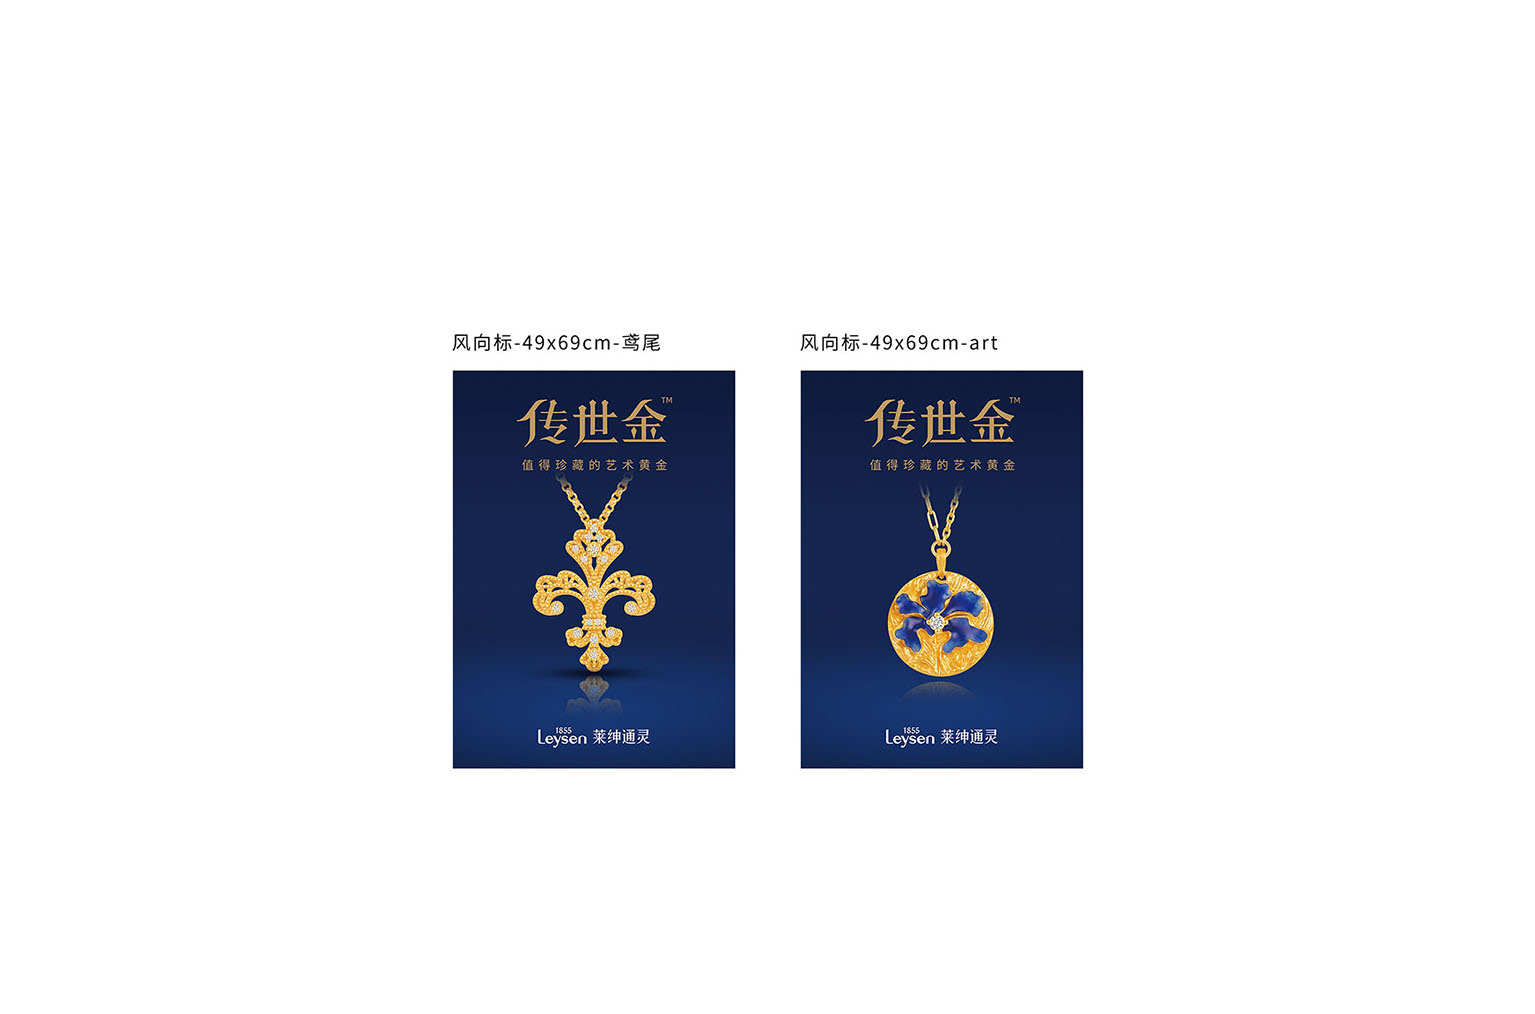 风向标-49x69cm-鸢尾
传世金™
值得珍藏的艺术黄金
1855
Leysen 莱绅通灵
风向标-49x69cm-art
传世金™
值得珍藏的艺术黄金
1855
Leysen 莱绅通灵